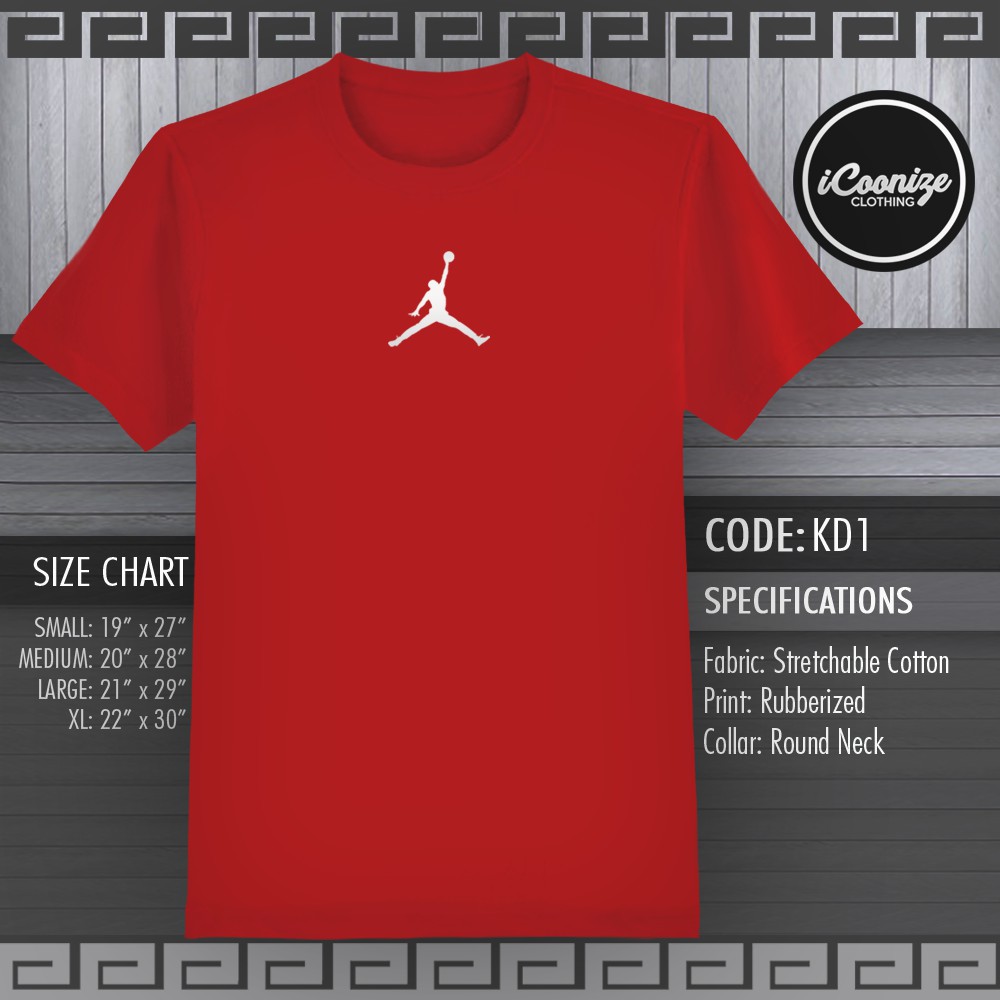 iCoonize
CLOTHING
SIZE CHART
SMALL: 19” x 27”
MEDIUM: 20” x 28”
LARGE: 21” x 29”
XL: 22” x 30”
CODE: KD1
SPECIFICATIONS
Fabric: Stretchable Cotton
Print: Rubberized
Collar: Round Neck